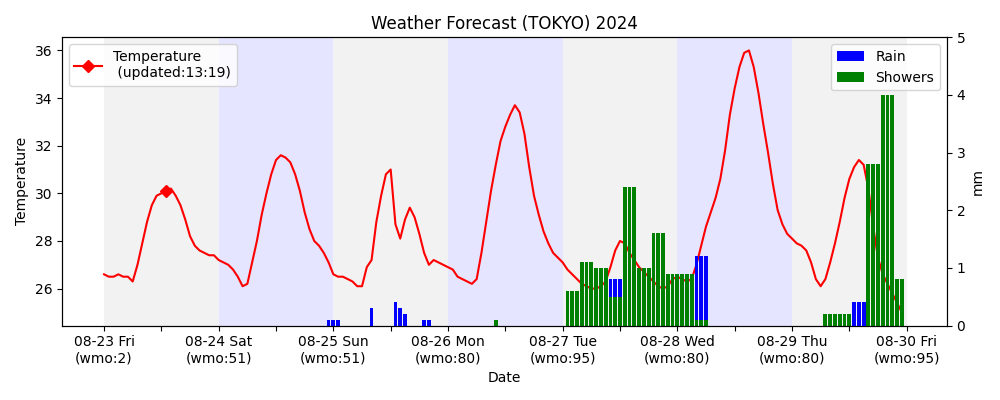 Weather Forecast (TOKYO) 2024
Temperature
(updated:13:19)
Rain
Showers
36
34
32
30
28
26
Temperature
5
4
3
2
1
0
mm
08-23 Fri
(wmo:2)
08-24 Sat
(wmo:51)
08-25 Sun
(wmo:51)
08-26 Mon
(wmo:80)
08-27 Tue
(wmo:95)
08-28 Wed
(wmo:80)
08-29 Thu
(wmo:80)
08-30 Fri
(wmo:95)
Date